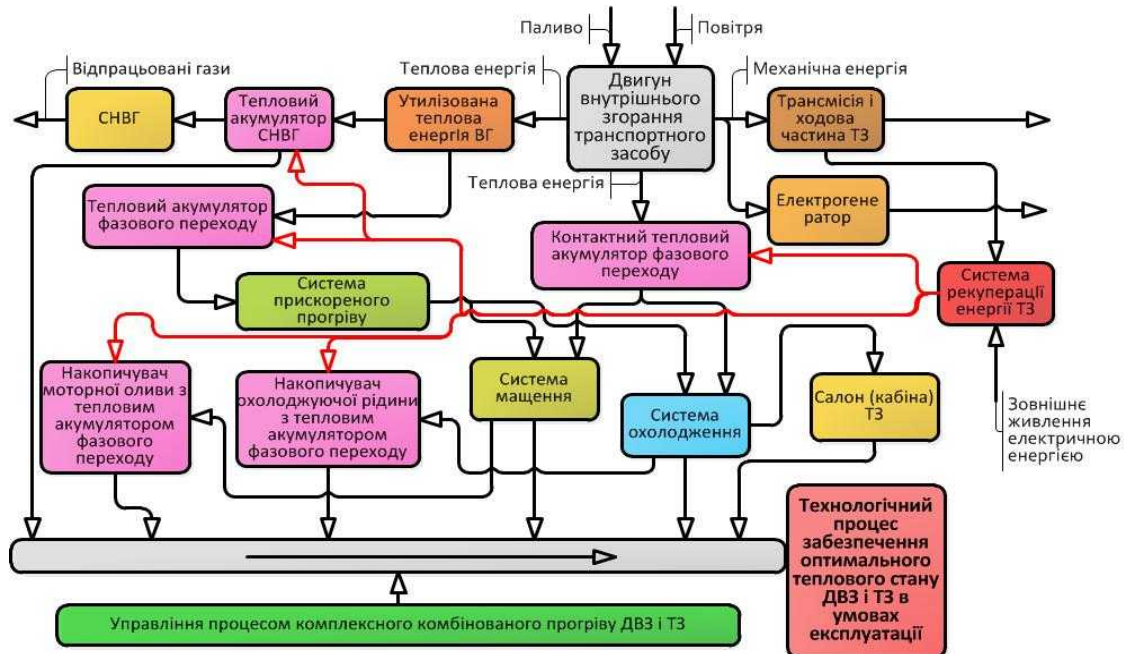 Паливо
Повітря
Відпрацьовані гази
Теплова енергія
Механічна енергія
СНВГ
Тепловий
акумулятор
СНВГ
Утилізована
теплова
енергія ВГ
Двигун
внутрішнього
згорання
транспортного
засобу
Трансмісія і
ходова
частина ТЗ
Теплова енергія
Тепловий акумулятор
фазового переходу
Електрогене
ратор
Контактний тепловий
акумулятор фазового
переходу
Система
прискореного
прогріву
Система
рекуперації
енергії ТЗ
Накопичувач
моторної оливи з
тепловим
акумулятором
фазового
переходу
Накопичувач
охолоджуючої рідини
з тепловим
акумулятором
фазового переходу
Система
мащення
Система
охолодження
Салон (кабіна)
ТЗ
Зовнішнє
живлення
електричною
енергією
Технологічний
процес
забезпечення
оптимального
теплового стану
ДВЗ і ТЗ в
умовах
експлуатації
Управління процесом комплексного комбінованого прогріву ДВЗ і ТЗ